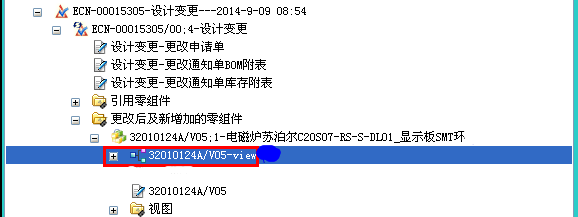 ECN-00015305-设计变更---2014-9-09 08:54
ECN-00015305/00;4-设计变更
设计变更-更改申请单
设计变更-更改通知单BOM附表
设计变更-更改通知单库存附表
引用零组件
更改后及新增加的零组件
32010124A/V05;1-电磁炉苏泊尔C20S07-RS-S-DL01_显示板SMT环
32010124A/V05-view
32010124A/V05
视图